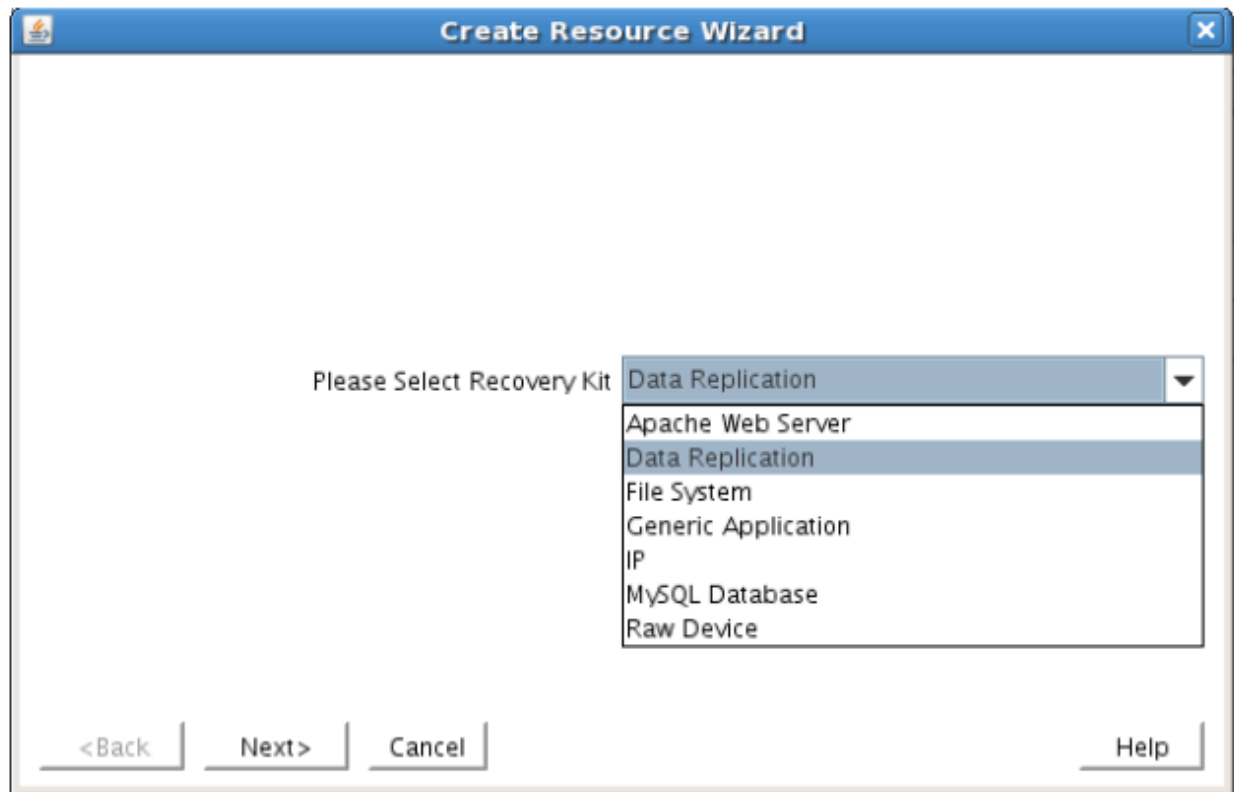 Create Resource Wizard
Please Select Recovery Kit Data Replication
Apache Web Server
Data Replication
File System
Generic Application
IP
MySQL Database
Raw Device
<Back Next> Cancel Help